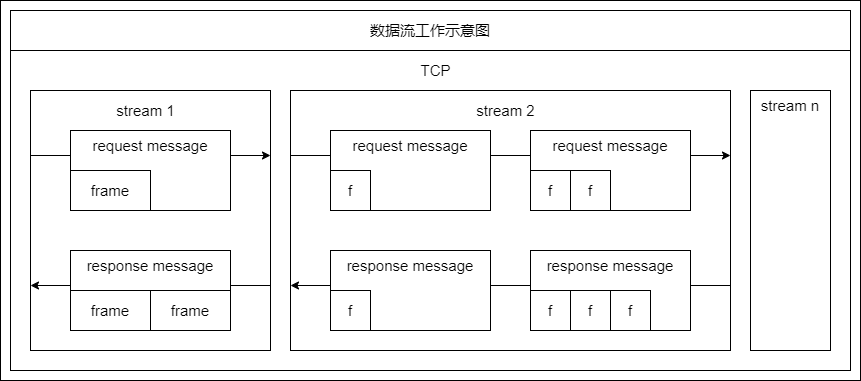 数据流工作示意图
TCP
stream 1
request message
frame
response message
frame frame
stream 2
request message request message
f f f
response message response message
f f f f
stream n